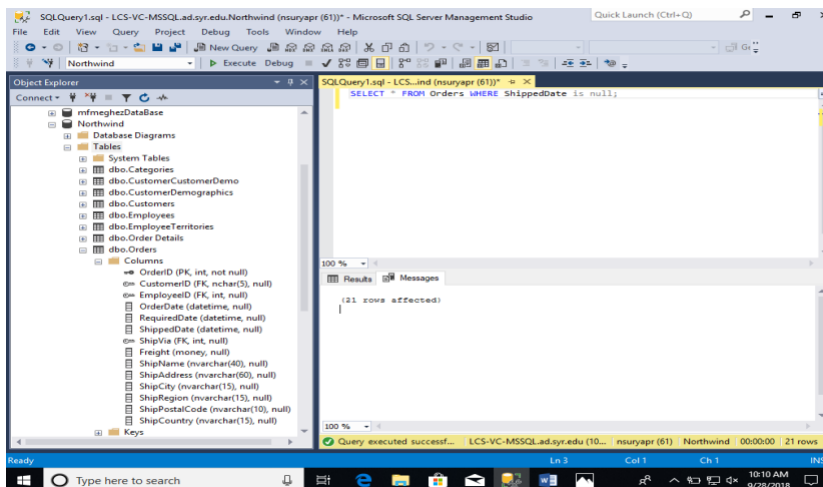 SQLQuery1.sql - LCS-VC-MSSQL.ad.syr.edu.Northwind (nsuryapr (61))* - Microsoft SQL Server Management Studio
Quick Launch (Ctrl+Q)
File Edit View Query Project Debug Tools Window Help
New Query
Northwind
Execute Debug
Object Explorer
SQLQuery1.sql - LCS...ind (nsuryapr (61))*
Connect
SELECT * FROM Orders WHERE ShippedDate is null;
mfmeghezDataBase
Northwind
Database Diagrams
Tables
System Tables
dbo.Categories
dbo.CustomerCustomerDemo
dbo.CustomerDemographics
dbo.Customers
dbo.Employees
dbo.EmployeeTerritories
dbo.Order Details
dbo.Orders
Columns
OrderID (PK, int, not null)
CustomerID (FK, nchar(5), null)
EmployeeID (FK, int, null)
OrderDate (datetime, null)
RequiredDate (datetime, null)
ShippedDate (datetime, null)
ShipVia (FK, int, null)
Freight (money, null)
ShipName (nvarchar(40), null)
ShipAddress (nvarchar(60), null)
ShipCity (nvarchar(15), null)
ShipRegion (nvarchar(15), null)
ShipPostalCode (nvarchar(10), null)
ShipCountry (nvarchar(15), null)
Keys
100 %
Results Messages
(21 rows affected)
100 %
Query executed successf... LCS-VC-MSSQL.ad.syr.edu (10... nsuryapr (61) Northwind 00:00:00 21 rows
Ready
Ln 3 Col 1 Ch 1 INS
Type here to search
10:10 AM
9/28/2018